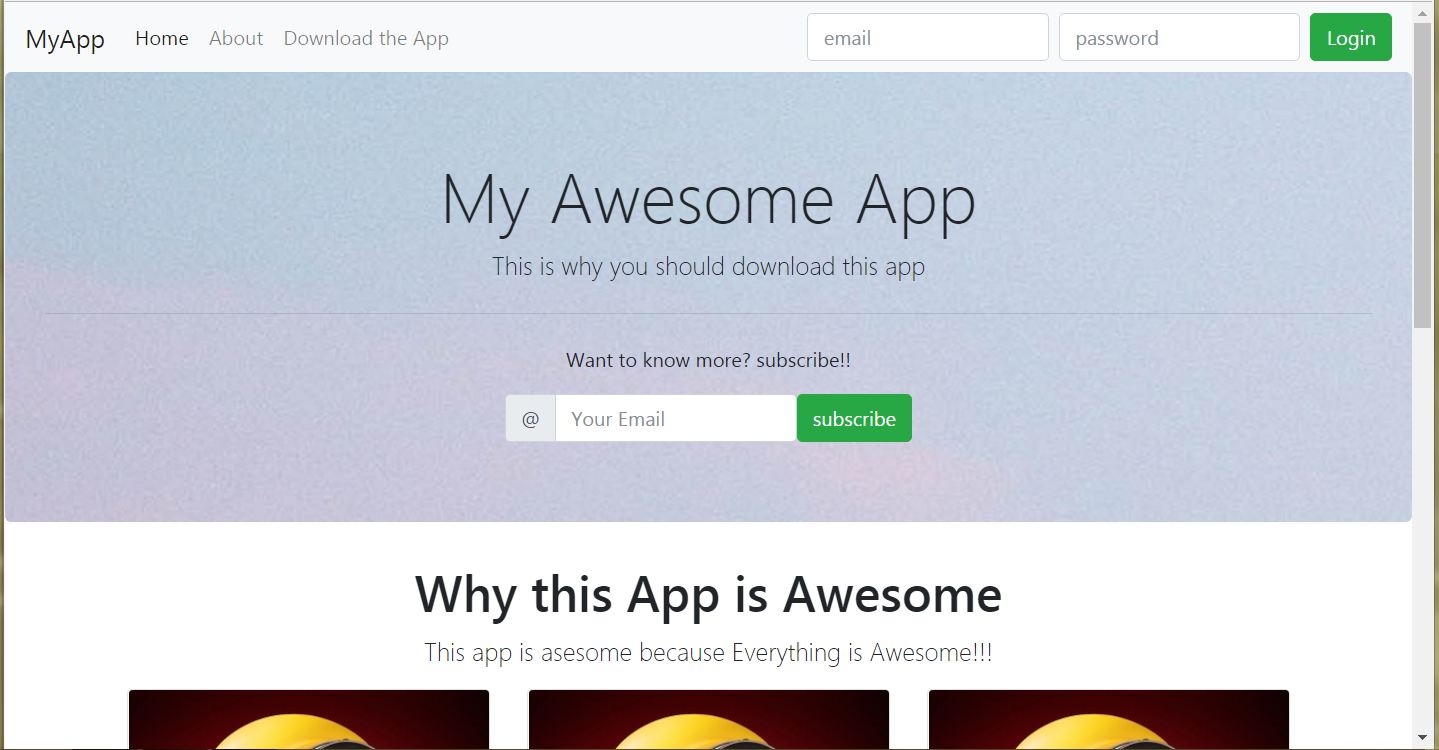 MyApp Home About Download the App email password Login
My Awesome App
This is why you should download this app
Want to know more? subscribe!!
@ Your Email subscribe
Why this App is Awesome
This app is asesome because Everything is Awesome!!!